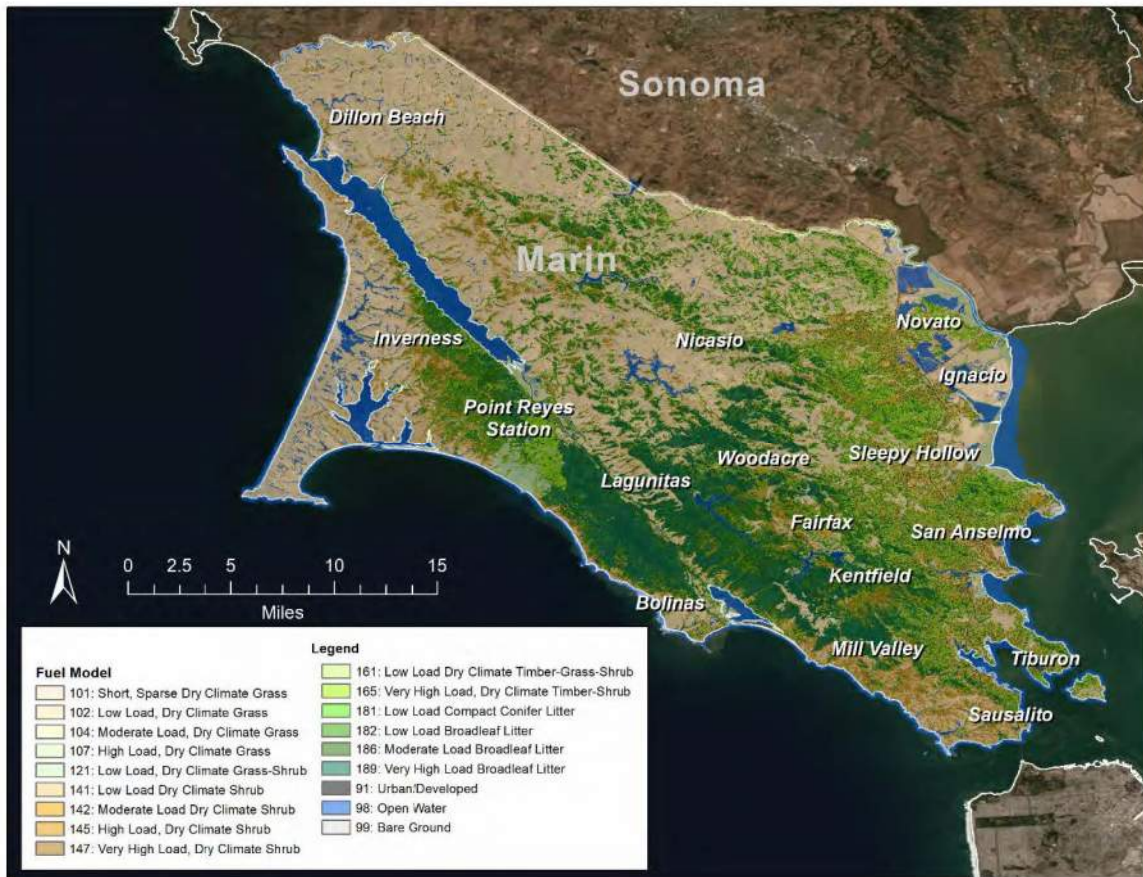 Sonoma
Dillon Beach
Marin
Novato
Inverness
Nicasio
Ignacio
Point Reyes
Station
Woodacre
Sleepy Hollow
Lagunitas
Fairfax
San Anselmo
N
0 2.5 5 10 15
Miles
Kentfield
Bolinas
Mill Valley
Tiburon
Sausalito
Legend
Fuel Model
101: Short, Sparse Dry Climate Grass
102: Low Load, Dry Climate Grass
104: Moderate Load, Dry Climate Grass
107: High Load, Dry Climate Grass
121: Low Load, Dry Climate Grass-Shrub
141: Low Load Dry Climate Shrub
142: Moderate Load Dry Climate Shrub
145: High Load, Dry Climate Shrub
147: Very High Load, Dry Climate Shrub
161: Low Load Dry Climate Timber-Grass-Shrub
165: Very High Load, Dry Climate Timber-Shrub
181: Low Load Compact Conifer Litter
182: Low Load Broadleaf Litter
186: Moderate Load Broadleaf Litter
189: Very High Load Broadleaf Litter
91: Urban/Developed
98: Open Water
99: Bare Ground